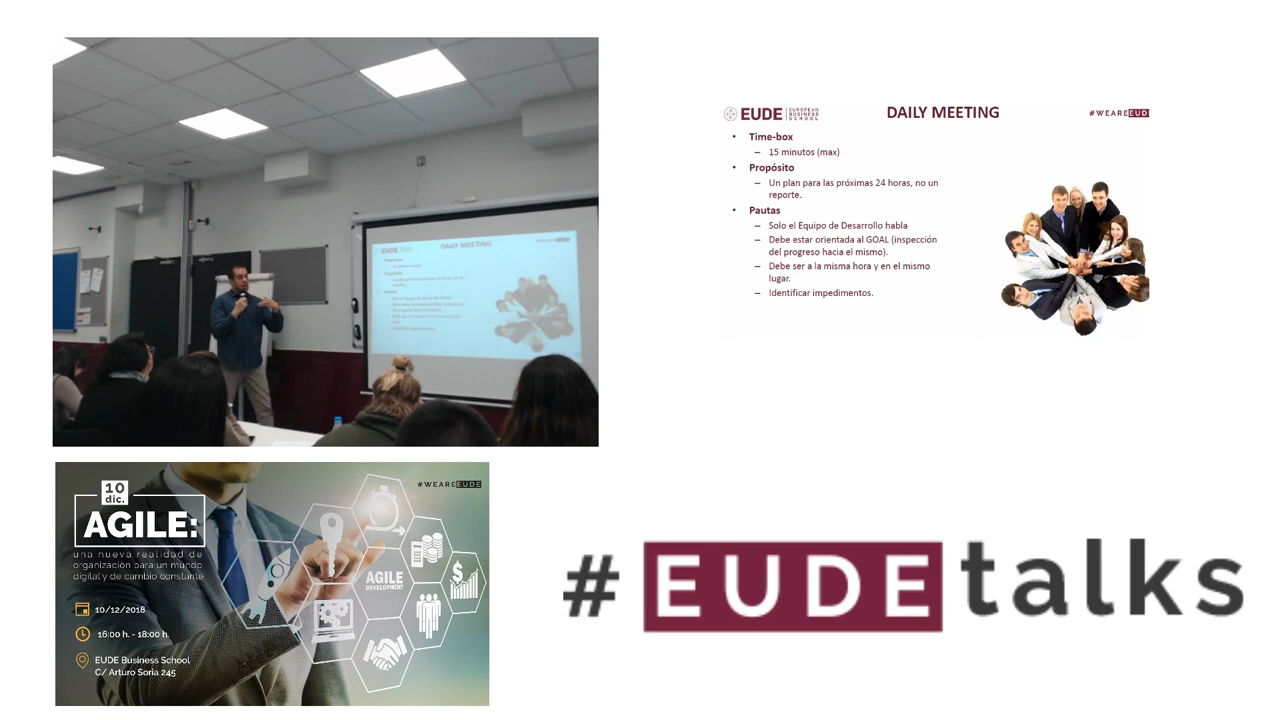 EUDE
DAILY MEETING
EUDE EUROPEAN
BUSINESS
SCHOOL
DAILY MEETING
#WEAREEUDE
• Time-box
– 15 minutos (max)
• Propósito
– Un plan para las próximas 24 horas, no un
reporte.
• Pautas
– Solo el Equipo de Desarrollo habla
– Debe estar orientada al GOAL (inspección
del progreso hacia el mismo).
– Debe ser a la misma hora y en el mismo
lugar.
– Identificar impedimentos.
10
dic.
#WEAREEUDE
AGILE:
una nueva realidad de
organización para un mundo
digital y de cambio constante
AGILE
DEVELOPMENT
10/12/2018
16:00 h. - 18:00 h.
EUDE Business School
C/ Arturo Soria 245
#EUDEtalks